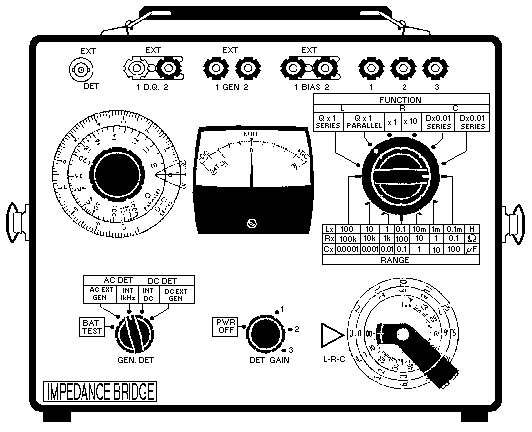 EXT
EXT
EXT
EXT
DET
1 D.Q. 2
1 GEN 2
1 BIAS 2
1
2
3
NULL
FUNCTION
L
R
C
Q x 1
SERIES
Q x 1
PARALLEL
x 1
x 10
Dx0.01
SERIES
Dx0.01
SERIES
Lx 100 10 1 0.1 10m 1m 0.1m H
Rx 100k 10k 1k 100 10 1 0.1 Ω
Cx 0.0001 0.001 0.01 0.1 1 10 100 μF
RANGE
AC DET
DC DET
AC EXT
GEN
INT
1kHz
INT
DC
DC EXT
GEN
BAT
TEST
GEN. DET
PWR
OFF
1
2
3
DET GAIN
L-R-C
IMPEDANCE BRIDGE